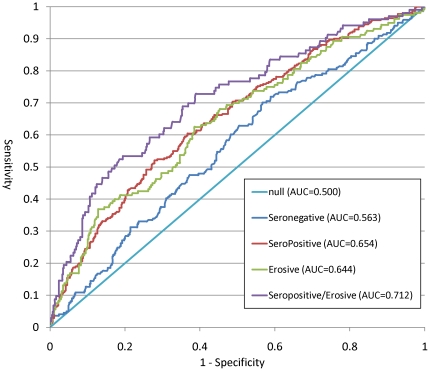 1
0.9
0.8
0.7
0.6
0.5
0.4
0.3
0.2
0.1
0
Sensitivity
null (AUC=0.500)
Seronegative (AUC=0.563)
SeroPositive (AUC=0.654)
Erosive (AUC=0.644)
Seropositive/Erosive (AUC=0.712)
0 0.2 0.4 0.6 0.8 1
1 - Specificity